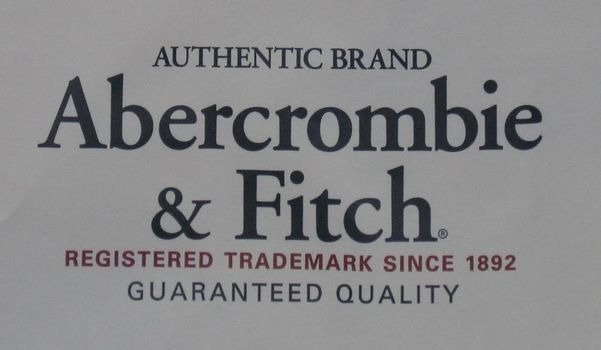 AUTHENTIC BRAND
Abercrombie
& Fitch®
REGISTERED TRADEMARK SINCE 1892
GUARANTEED QUALITY